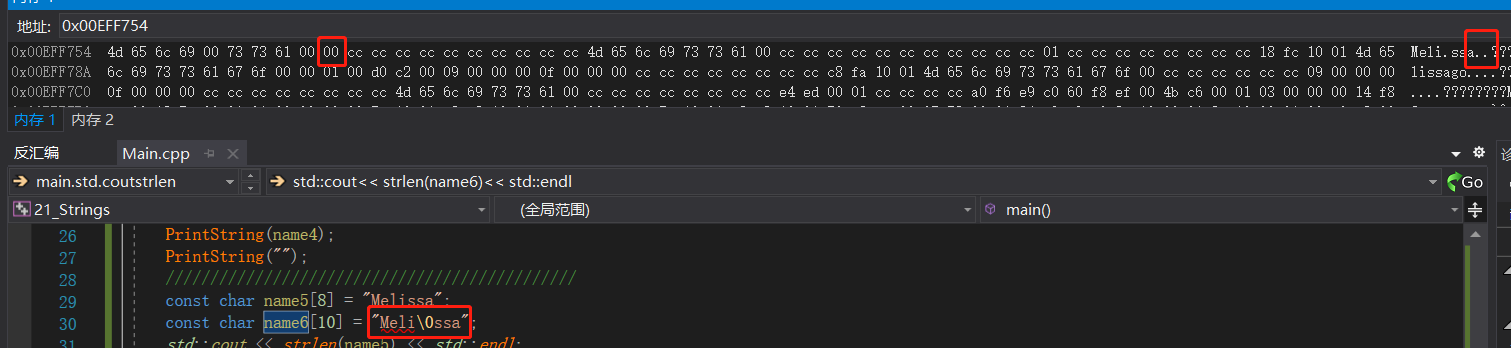 地址: 0x00EFF754
0x00EFF754 4d 65 6c 69 00 73 73 61 00 00 cc cc cc cc cc cc cc cc cc cc 4d 65 6c 69 73 73 61 00 cc cc cc cc cc cc cc cc cc cc cc 01 cc cc cc cc cc cc cc cc 18 fc 10 01 4d 65 Meli.ssa..???
0x00EFF78A 6c 69 73 73 61 67 6f 00 00 01 00 d0 c2 00 09 00 00 00 0f 00 00 00 cc cc cc cc cc cc cc cc c8 fa 10 01 4d 65 6c 69 73 73 61 67 6f 00 cc cc cc cc cc cc 09 00 00 00 lissago....????
0x00EFF7C0 0f 00 00 00 cc cc cc cc cc cc cc cc 4d 65 6c 69 73 73 61 00 cc cc cc cc cc cc cc cc e4 ed 00 01 cc cc cc cc a0 f6 e9 c0 60 f8 ef 00 4b c6 00 01 03 00 00 00 14 f8 ....????????M
内存 1 内存 2
反汇编 Main.cpp
main.std.coutstrlen std::cout<< strlen(name6)<< std::endl Go
21_Strings (全局范围) main()
26 PrintString(name4);
27 PrintString("");
28 ////////////////////////////////////////////////
29 const char name5[8] = "Melissa";
30 const char name6[10] = "Meli\0ssa";
31 std::cout << strlen(name5) << std::endl;